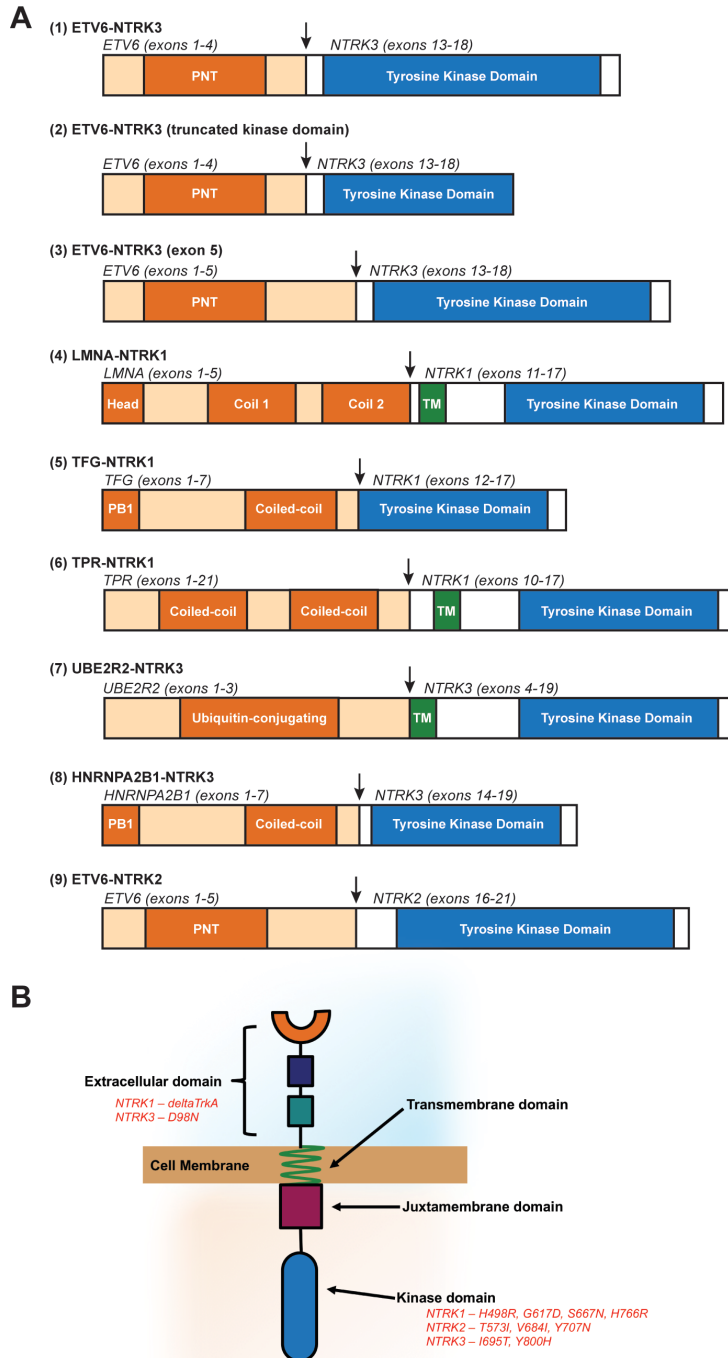 A
(1) ETV6-NTRK3
ETV6 (exons 1-4) NTRK3 (exons 13-18)
PNT Tyrosine Kinase Domain
(2) ETV6-NTRK3 (truncated kinase domain)
ETV6 (exons 1-4) NTRK3 (exons 13-18)
PNT Tyrosine Kinase Domain
(3) ETV6-NTRK3 (exon 5)
ETV6 (exons 1-5) NTRK3 (exons 13-18)
PNT Tyrosine Kinase Domain
(4) LMNA-NTRK1
LMNA (exons 1-5) NTRK1 (exons 11-17)
Head Coil 1 Coil 2 TM Tyrosine Kinase Domain
(5) TFG-NTRK1
TFG (exons 1-7) NTRK1 (exons 12-17)
PB1 Coiled-coil Tyrosine Kinase Domain
(6) TPR-NTRK1
TPR (exons 1-21) NTRK1 (exons 10-17)
Coiled-coil Coiled-coil TM Tyrosine Kinase Domain
(7) UBE2R2-NTRK3
UBE2R2 (exons 1-3) NTRK3 (exons 4-19)
Ubiquitin-conjugating TM Tyrosine Kinase Domain
(8) HNRNPA2B1-NTRK3
HNRNPA2B1 (exons 1-7) NTRK3 (exons 14-19)
PB1 Coiled-coil Tyrosine Kinase Domain
(9) ETV6-NTRK2
ETV6 (exons 1-5) NTRK2 (exons 16-21)
PNT Tyrosine Kinase Domain
B
Extracellular domain
NTRK1 – deltaTrkA
NTRK3 – D98N
Transmembrane domain
Cell Membrane
Juxtamembrane domain
Kinase domain
NTRK1 – H498R, G617D, S667N, H766R
NTRK2 – T573I, V684I, Y707N
NTRK3 – I695T, Y800H